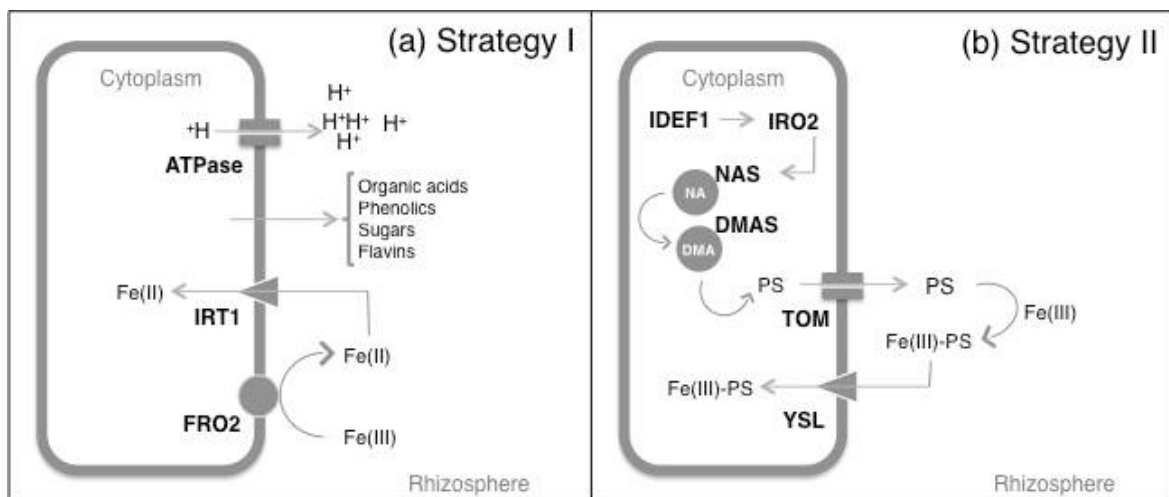 (a) Strategy I
Cytoplasm
H⁺
⁺H
H⁺H⁺ H⁺
H⁺
ATPase
Organic acids
Phenolics
Sugars
Flavins
Fe(II)
IRT1
Fe(II)
FRO2
Fe(III)
Rhizosphere
(b) Strategy II
Cytoplasm
IDEF1
IRO2
NAS
NA
DMAS
DMA
PS
PS
TOM
Fe(III)
Fe(III)-PS
Fe(III)-PS
YSL
Rhizosphere